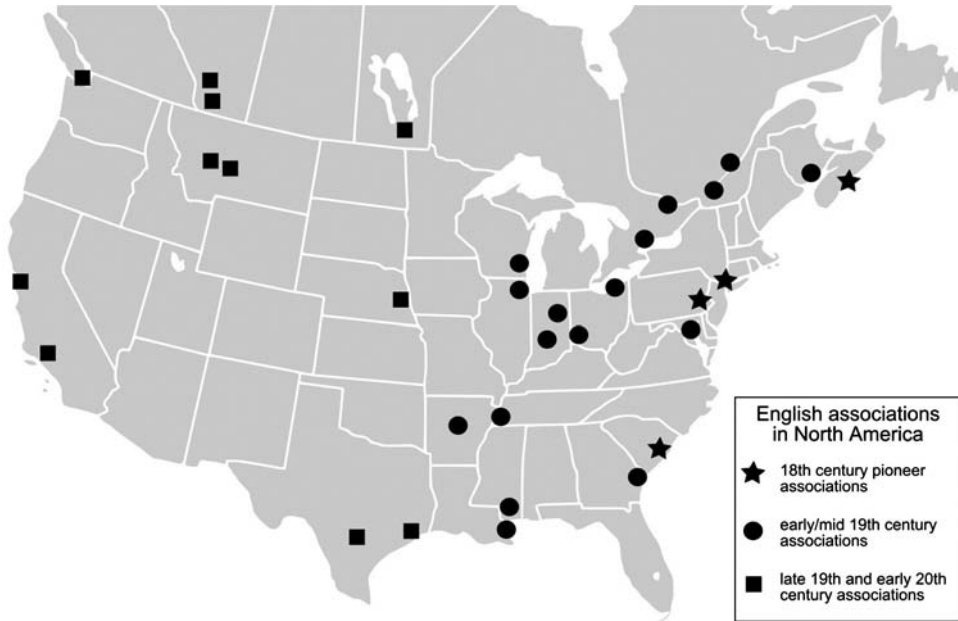 English associations
in North America
18th century pioneer
associations
early/mid 19th century
associations
late 19th and early 20th
century associations